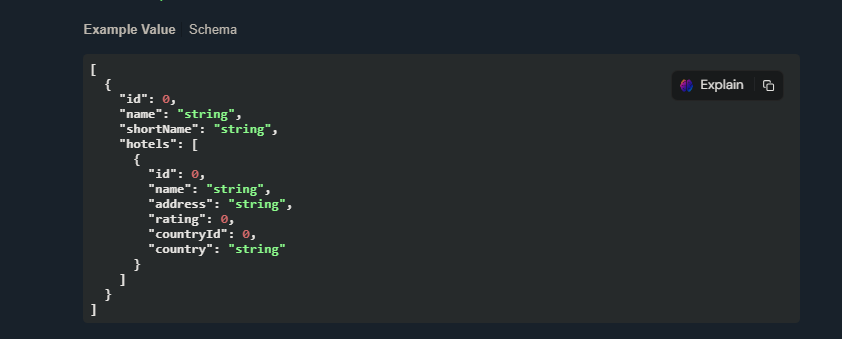 Example Value Schema
[
  {
    "id": 0,
    "name": "string",
    "shortName": "string",
    "hotels": [
      {
        "id": 0,
        "name": "string",
        "address": "string",
        "rating": 0,
        "countryId": 0,
        "country": "string"
      }
    ]
  }
]
Explain